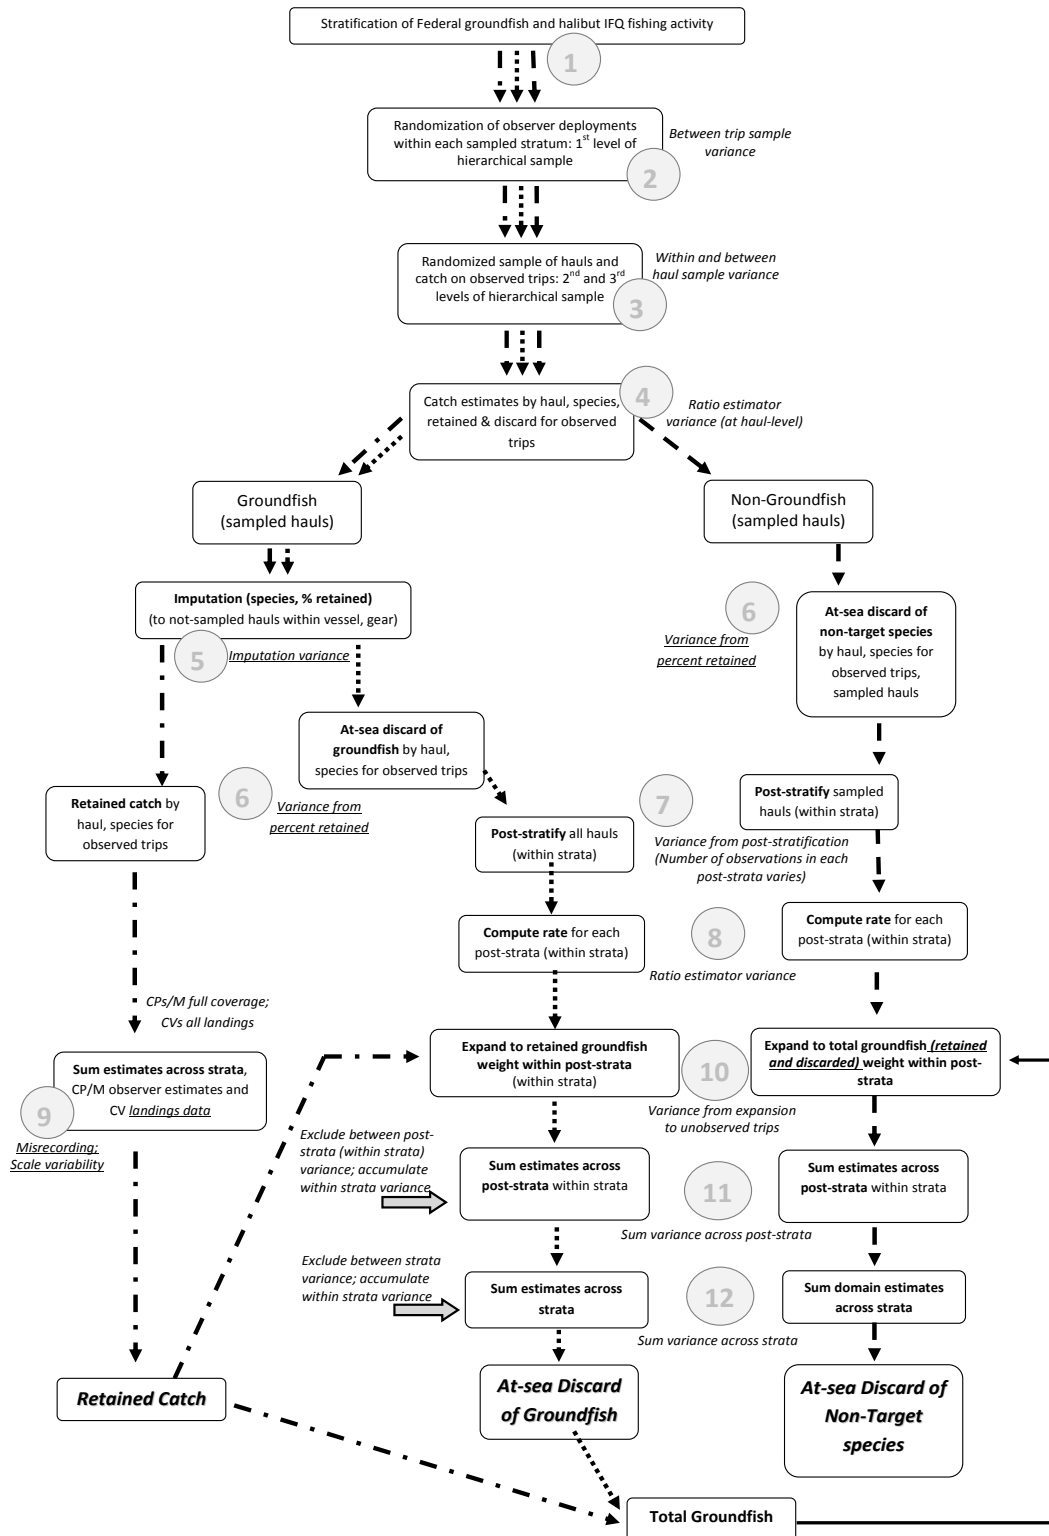 Stratification of Federal groundfish and halibut IFQ fishing activity
1
Randomization of observer deployments
within each sampled stratum: 1st level of
hierarchical sample
Between trip sample
variance
2
Randomized sample of hauls and
catch on observed trips: 2nd and 3rd
levels of hierarchical sample
Within and between
haul sample variance
3
Catch estimates by haul, species,
retained & discard for observed
trips
4
Ratio estimator
variance (at haul-level)
Groundfish
(sampled hauls)
Non-Groundfish
(sampled hauls)
Imputation (species, % retained)
(to not-sampled hauls within vessel, gear)
5
Imputation variance
6
Variance from
percent retained
At-sea discard of
non-target species
by haul, species for
observed trips,
sampled hauls
At-sea discard of
groundfish by haul,
species for observed trips
Retained catch by
haul, species for
observed trips
6
Variance from
percent retained
Post-stratify all hauls
(within strata)
7
Variance from post-stratification
(Number of observations in each
post-strata varies)
Post-stratify sampled
hauls (within strata)
Compute rate for each
post-strata (within strata)
8
Ratio estimator variance
Compute rate for each
post-strata (within strata)
CPs/M full coverage;
CVs all landings
Sum estimates across strata,
CP/M observer estimates and
CV landings data
9
Misrecording;
Scale variability
Expand to retained groundfish
weight within post-strata
(within strata)
10
Variance from expansion
to unobserved trips
Expand to total groundfish (retained
and discarded) weight within post-
strata
Exclude between post-
strata (within strata)
variance; accumulate
within strata variance
Sum estimates across
post-strata within strata
11
Sum variance across post-strata
Sum estimates across
post-strata within strata
Exclude between strata
variance; accumulate
within strata variance
Sum estimates across
strata
12
Sum variance across strata
Sum domain estimates
across strata
Retained Catch
At-sea Discard
of Groundfish
At-sea Discard of
Non-Target
species
Total Groundfish